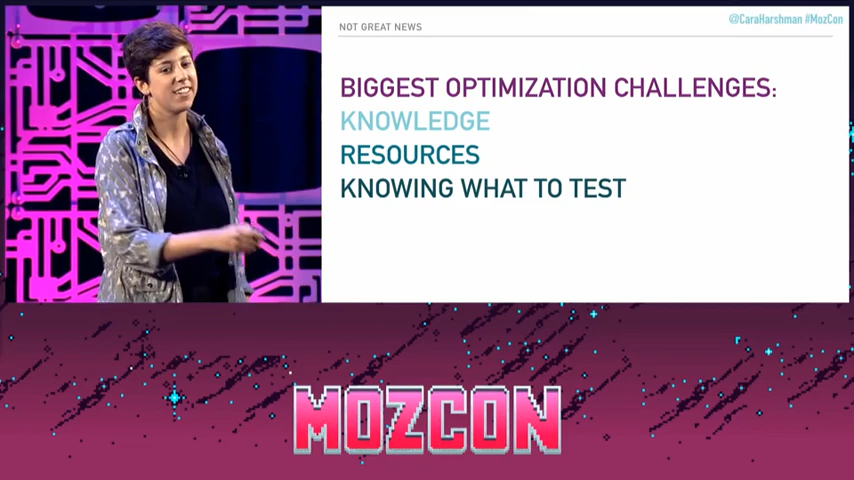 NOT GREAT NEWS
@CaraHarshman #MozCon
BIGGEST OPTIMIZATION CHALLENGES:
KNOWLEDGE
RESOURCES
KNOWING WHAT TO TEST
MOZCON